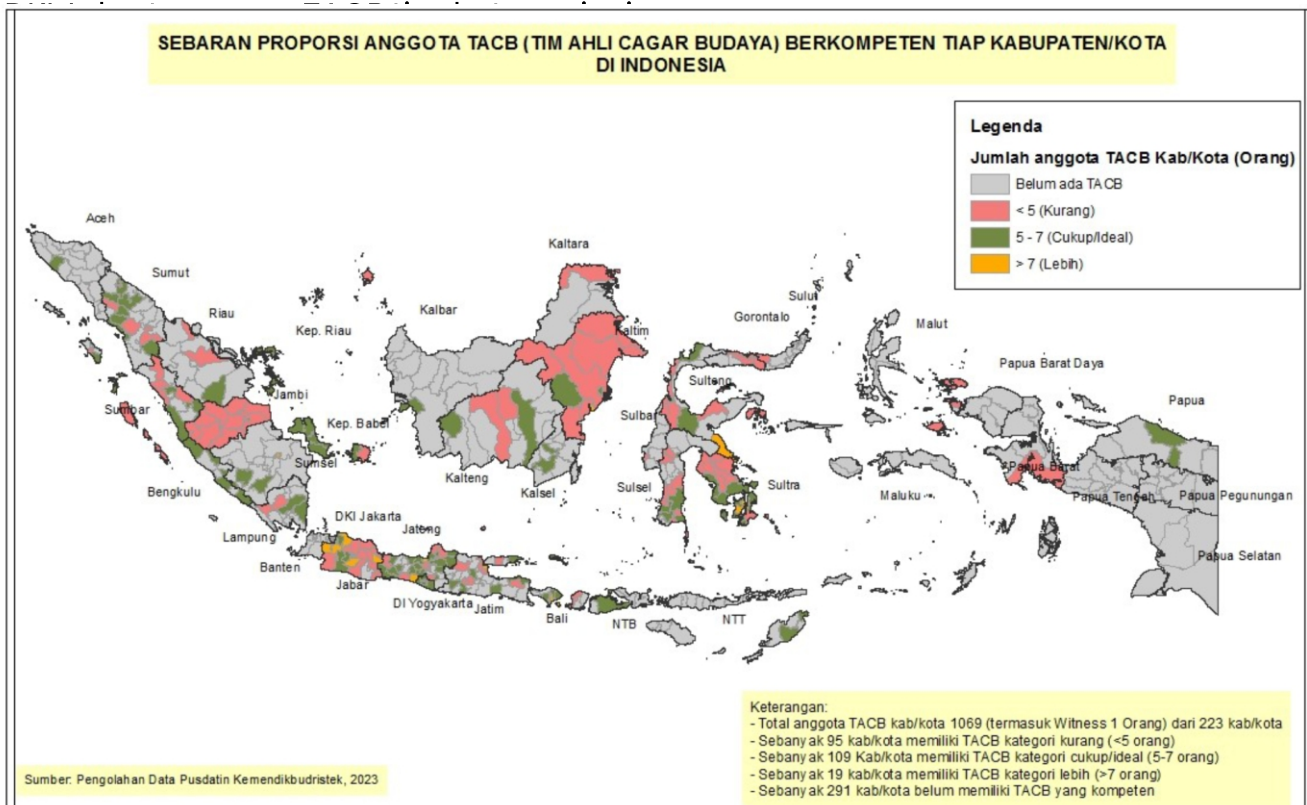 SEBARAN PROPORSI ANGGOTA TACB (TIM AHLI CAGAR BUDAYA) BERKOMPETEN TIAP KABUPATEN/KOTA
DI INDONESIA
Legenda
Jumlah anggota TACB Kab/Kota (Orang)
Belum ada TACB
< 5 (Kurang)
5 - 7 (Cukup/Ideal)
> 7 (Lebih)
Aceh
Sumut
Riau
Kep. Riau
Kalbar
Kaltara
Kaltim
Gorontalo
Sulut
Malut
Papua Barat Daya
Papua
Sumbar
Jambi
Kep. Babel
Sumsel
Bengkulu
Lampung
Kalteng
Kalsel
Sulteng
Sulbar
Sulsel
Sultra
Maluku
Papua Barat
Papua Tengah
Papua Pegunungan
Papua Selatan
DKI Jakarta
Jateng
Banten
Jabar
DI Yogyakarta
Jatim
Bali
NTB
NTT
Keterangan:
- Total anggota TACB kab/kota 1069 (termasuk Witness 1 Orang) dari 223 kab/kota
- Sebanyak 95 kab/kota memiliki TACB kategori kurang (<5 orang)
- Sebanyak 109 Kab/kota memiliki TACB kategori cukup/ideal (5-7 orang)
- Sebanyak 19 kab/kota memiliki TACB kategori lebih (>7 orang)
- Sebanyak 291 kab/kota belum memiliki TACB yang kompeten
Sumber: Pengolahan Data Pusdatin Kemendikbudristek, 2023